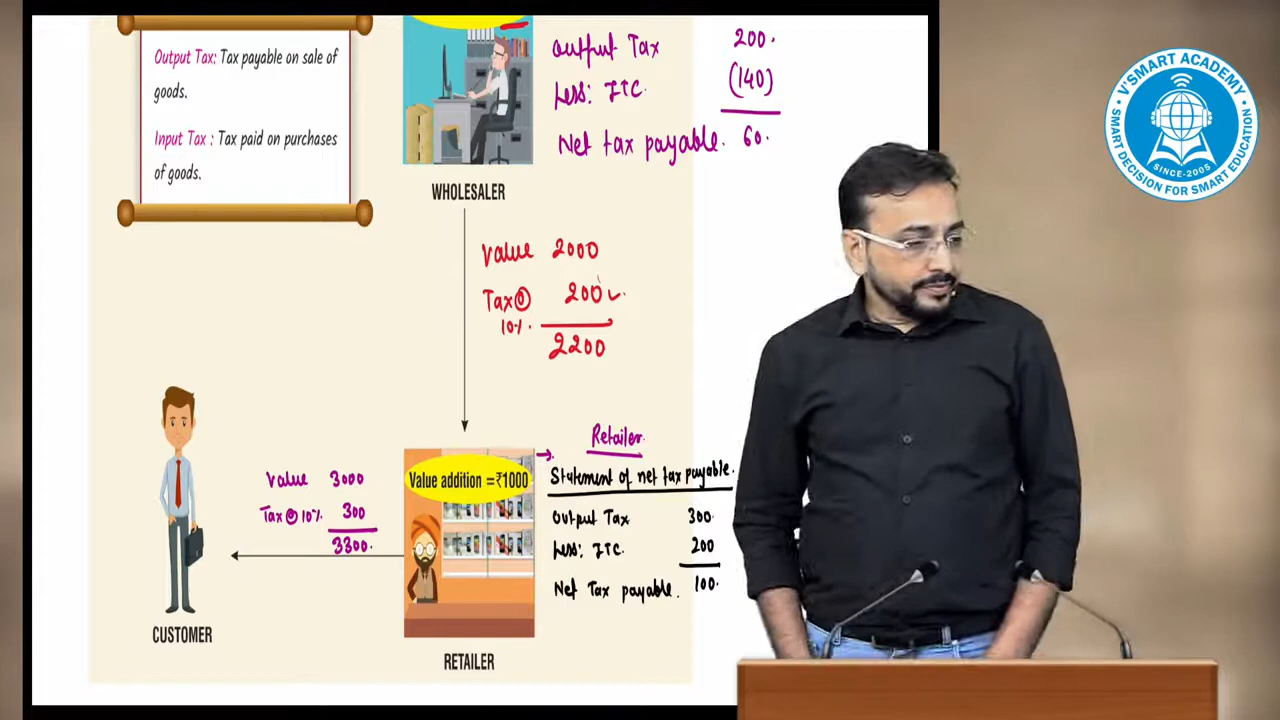 Output Tax: Tax payable on sale of
goods.
Input Tax : Tax paid on purchases
of goods.
Output Tax 200.
Less: ITC. (140)
Net tax payable. 60.
WHOLESALER
Value 2000
Tax@ 200
10%.
2200
Retailer.
Value addition =₹1000
Statement of net tax payable.
Value 3000
Tax @ 10% 300
3300.
Output Tax 300.
Less: ITC. 200
Net Tax payable. 100.
CUSTOMER
RETAILER
V'SMART ACADEMY
SINCE-2005
SMART DECISION FOR SMART EDUCATION